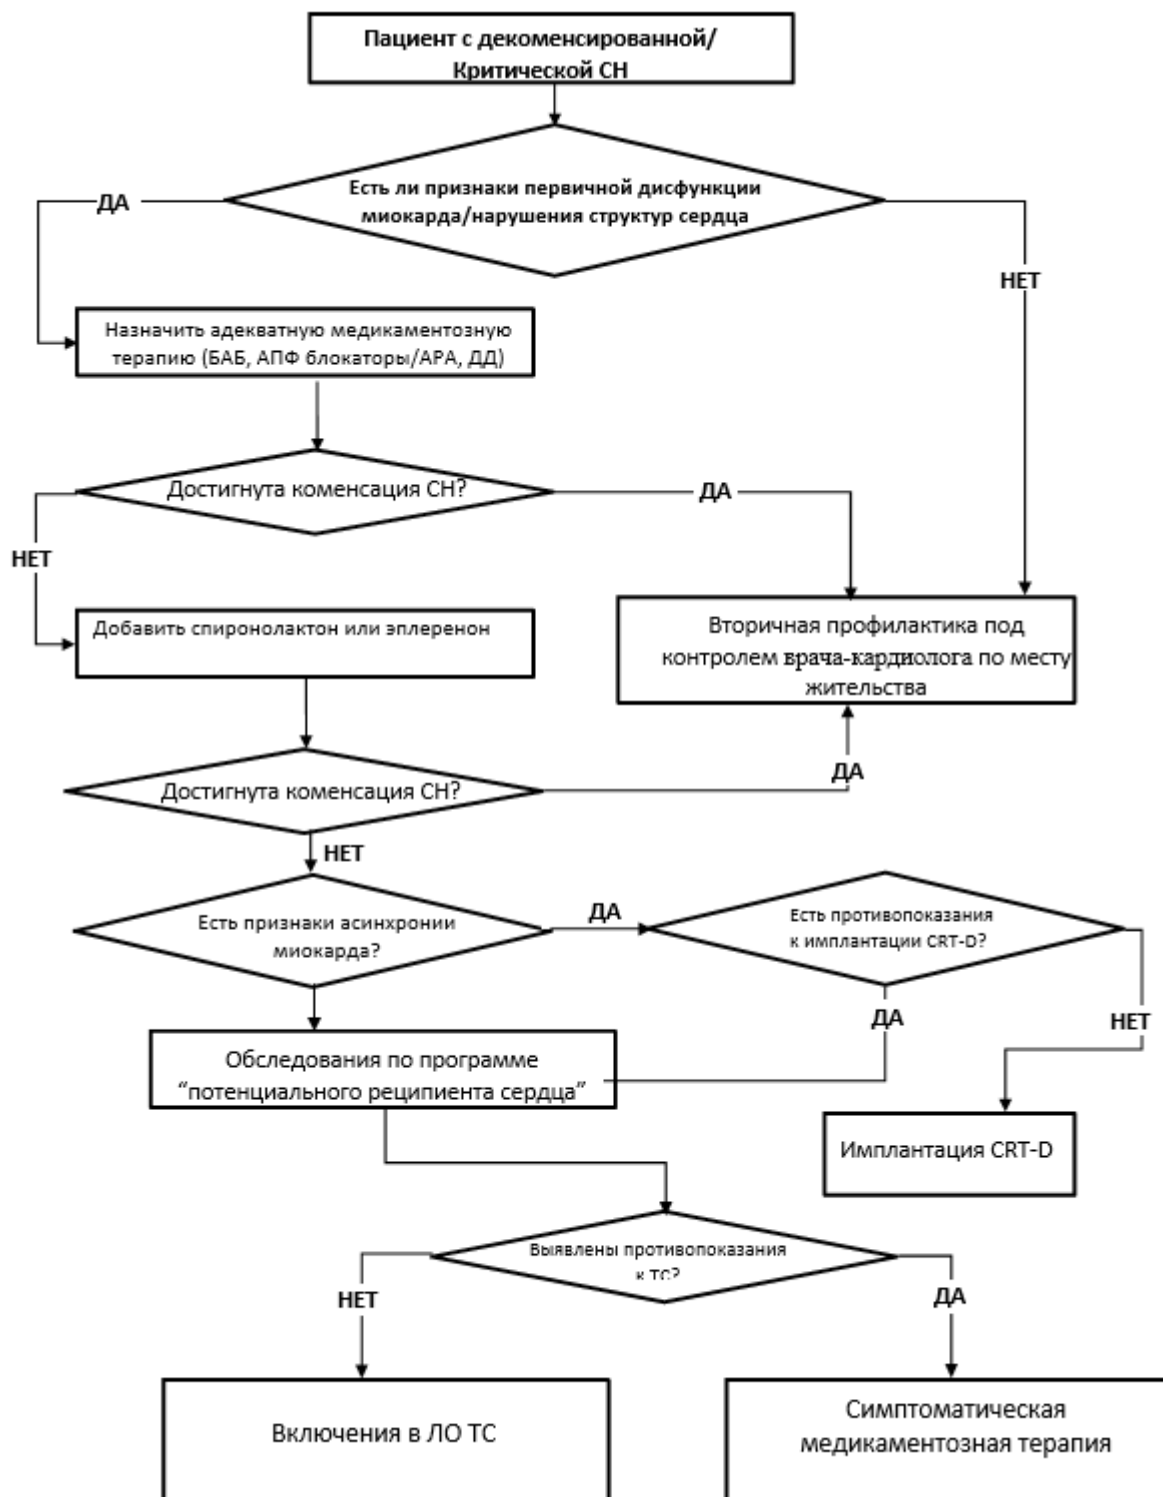 Пациент с декоменсированной/
Критической СН
Есть ли признаки первичной дисфункции
миокарда/нарушения структур сердца
ДА
НЕТ
Назначить адекватную медикаментозную
терапию (БАБ, АПФ блокаторы/АРА, ДД)
Достигнута коменсация СН?
ДА
НЕТ
Добавить спиронолактон или эплеренон
Вторичная профилактика под
контролем врача-кардиолога по месту
жительства
Достигнута коменсация СН?
ДА
НЕТ
Есть признаки асинхронии
миокарда?
ДА
Есть противопоказания
к имплантации CRT-D?
ДА
НЕТ
Обследования по программе
“потенциального реципиента сердца”
Имплантация CRT-D
Выявлены противопоказания
к ТС?
НЕТ
ДА
Включения в ЛО ТС
Симптоматическая
медикаментозная терапия